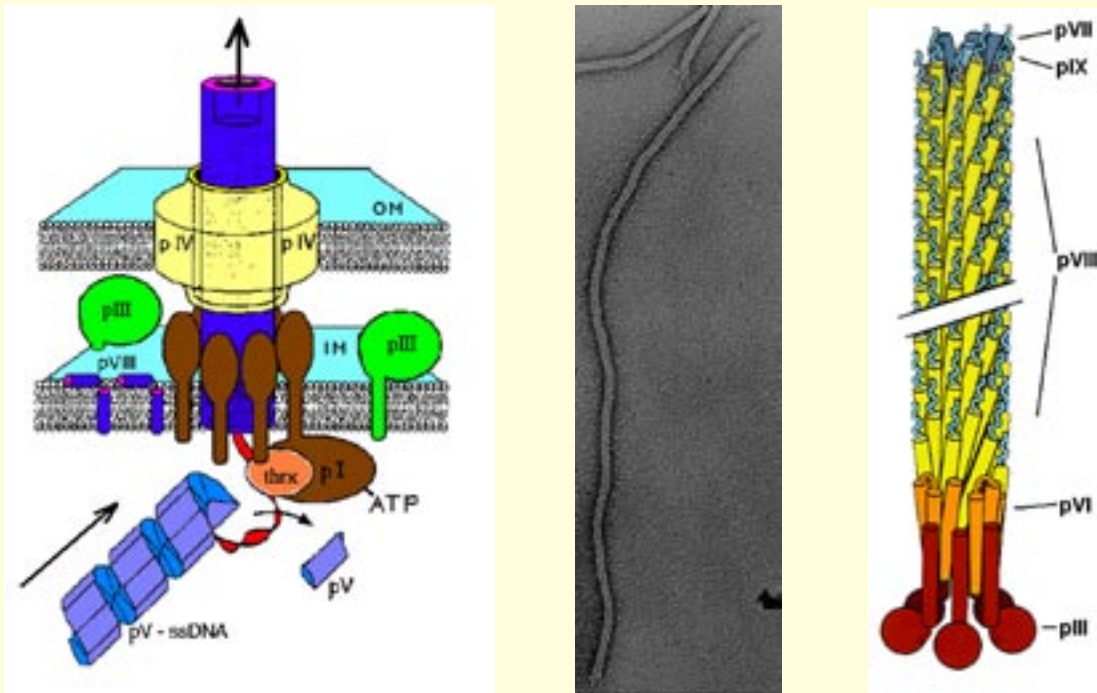 OM
p IV
p IV
pIII
pIII
IM
pVIII
thrx
p I
ATP
pV
pV - ssDNA
pVII
pIX
pVIII
pVI
pIII